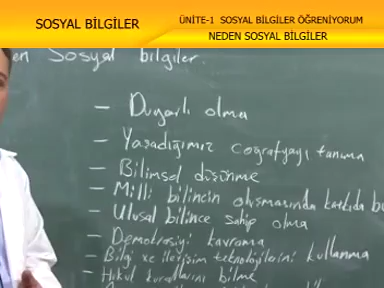 SOSYAL BİLGİLER
ÜNİTE-1 SOSYAL BİLGİLER ÖĞRENİYORUM
NEDEN SOSYAL BİLGİLER
en Sosyal bilgiler
– Duyarlı olma
– Yaşadığımız coğrafyayı tanıma
– Bilimsel düşünme
– Milli bilincin oluşmasında katkıda bu
– Ulusal bilince sahip olma
– Demokrasiyi kavrama
– Bilgi ve iletişim teknolojilerini kullanma
– Hukuk kurallarını bilme